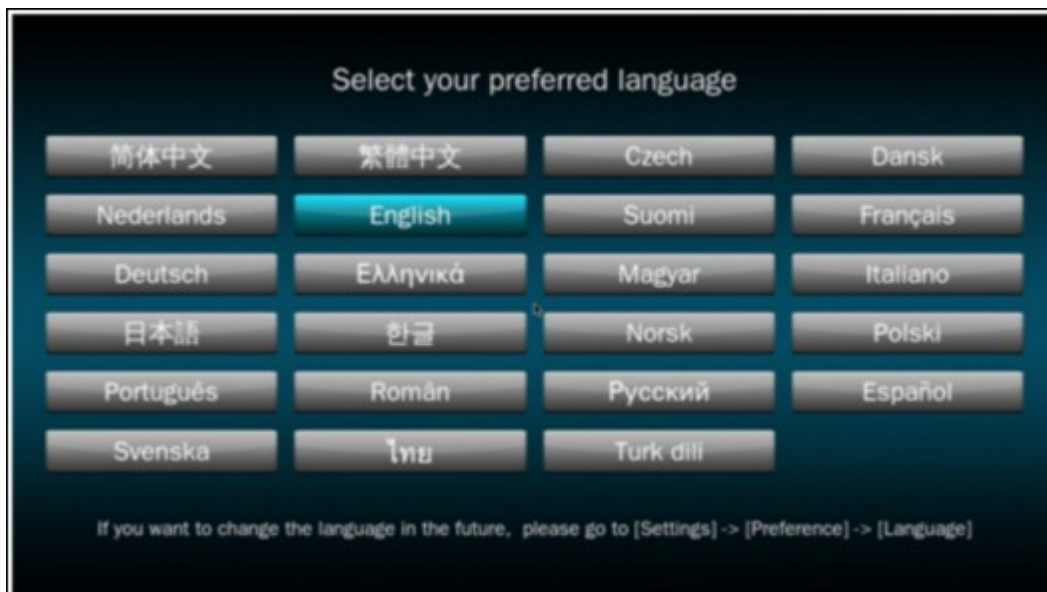 Select your preferred language
简体中文 繁體中文 Czech Dansk
Nederlands English Suomi Français
Deutsch Ελληνικά Magyar Italiano
日本語 한글 Norsk Polski
Português Român Русский Español
Svenska ไทย Turk dili
If you want to change the language in the future, please go to [Settings] -> [Preference] -> [Language]